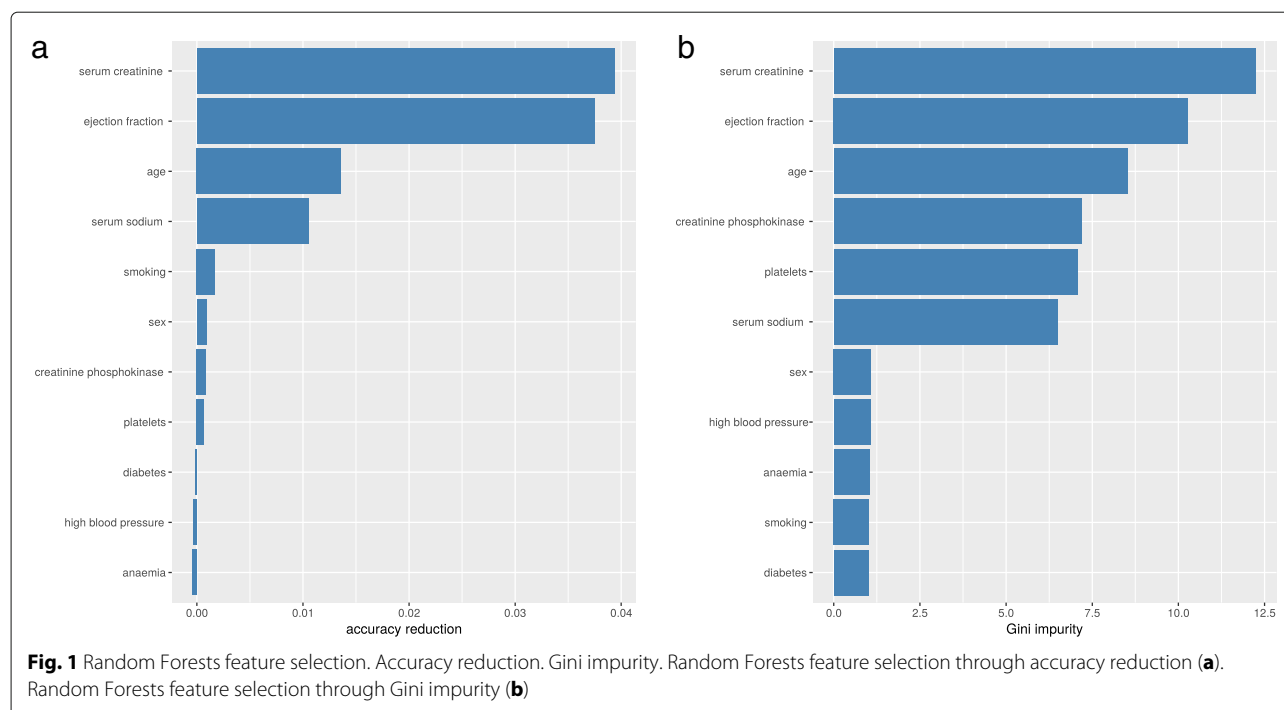 a
serum creatinine
ejection fraction
age
serum sodium
smoking
sex
creatinine phosphokinase
platelets
diabetes
high blood pressure
anaemia
0.00 0.01 0.02 0.03 0.04
accuracy reduction
b
serum creatinine
ejection fraction
age
creatinine phosphokinase
platelets
serum sodium
sex
high blood pressure
anaemia
smoking
diabetes
0.0 2.5 5.0 7.5 10.0 12.5
Gini impurity
Fig. 1 Random Forests feature selection. Accuracy reduction. Gini impurity. Random Forests feature selection through accuracy reduction (a).
Random Forests feature selection through Gini impurity (b)